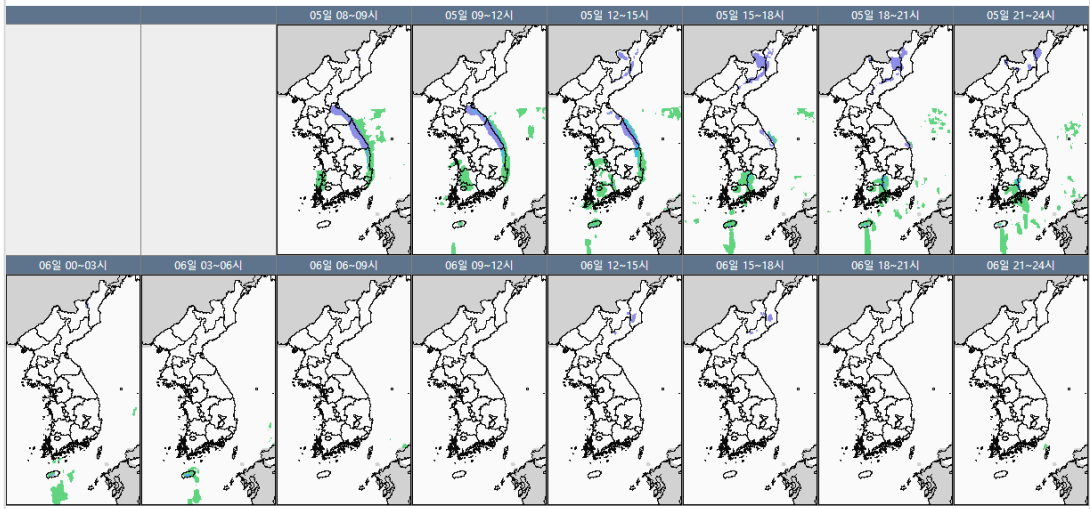 05일 08~09시
05일 09~12시
05일 12~15시
05일 15~18시
05일 18~21시
05일 21~24시
06일 00~03시
06일 03~06시
06일 06~09시
06일 09~12시
06일 12~15시
06일 15~18시
06일 18~21시
06일 21~24시